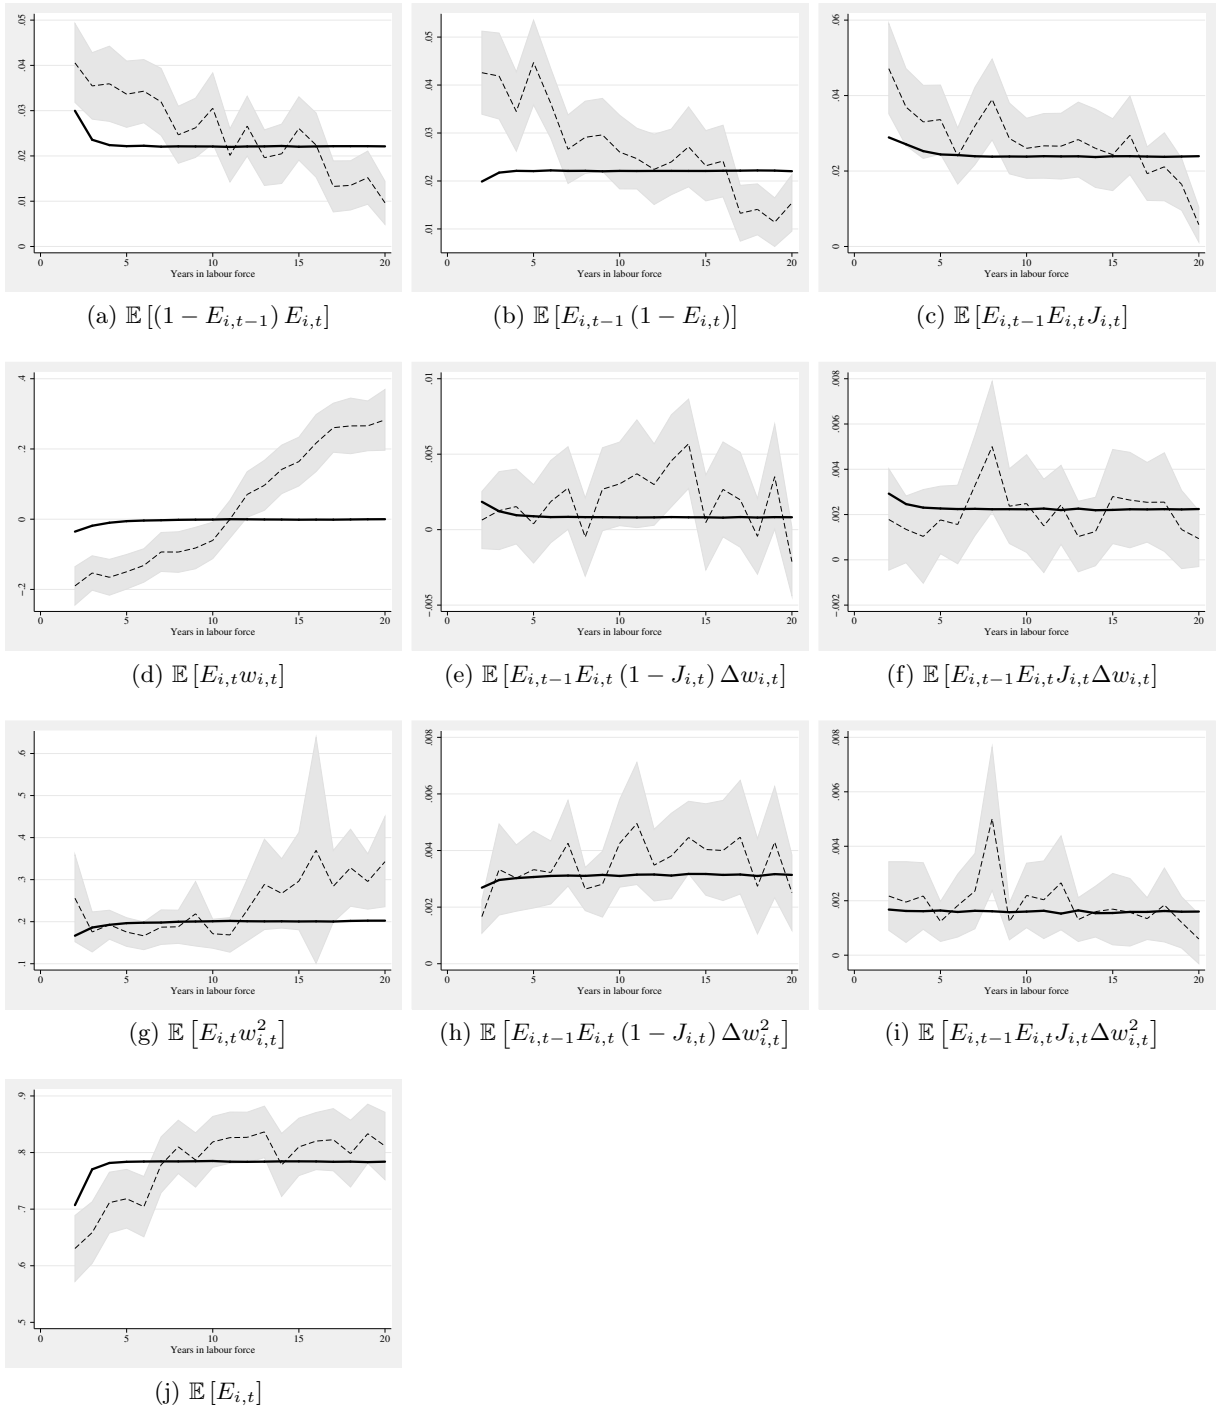 .05
.04
.03
.02
.01
0
0 5 10 15 20
Years in labour force
(a) 𝔼 [(1 − E_{i,t−1}) E_{i,t}]
.05
.04
.03
.02
.01
0 5 10 15 20
Years in labour force
(b) 𝔼 [E_{i,t−1} (1 − E_{i,t})]
.06
.04
.02
0
0 5 10 15 20
Years in labour force
(c) 𝔼 [E_{i,t−1}E_{i,t}J_{i,t}]
.4
.2
0
−.2
0 5 10 15 20
Years in labour force
(d) 𝔼 [E_{i,t}w_{i,t}]
.01
.005
0
−.005
0 5 10 15 20
Years in labour force
(e) 𝔼 [E_{i,t−1}E_{i,t} (1 − J_{i,t}) Δw_{i,t}]
.008
.006
.004
.002
0
−.002
0 5 10 15 20
Years in labour force
(f) 𝔼 [E_{i,t−1}E_{i,t}J_{i,t}Δw_{i,t}]
.6
.5
.4
.3
.2
.1
0 5 10 15 20
Years in labour force
(g) 𝔼 [E_{i,t}w²_{i,t}]
.008
.006
.004
.002
0
0 5 10 15 20
Years in labour force
(h) 𝔼 [E_{i,t−1}E_{i,t} (1 − J_{i,t}) Δw²_{i,t}]
.008
.006
.004
.002
0
0 5 10 15 20
Years in labour force
(i) 𝔼 [E_{i,t−1}E_{i,t}J_{i,t}Δw²_{i,t}]
.9
.8
.7
.6
.5
0 5 10 15 20
Years in labour force
(j) 𝔼 [E_{i,t}]